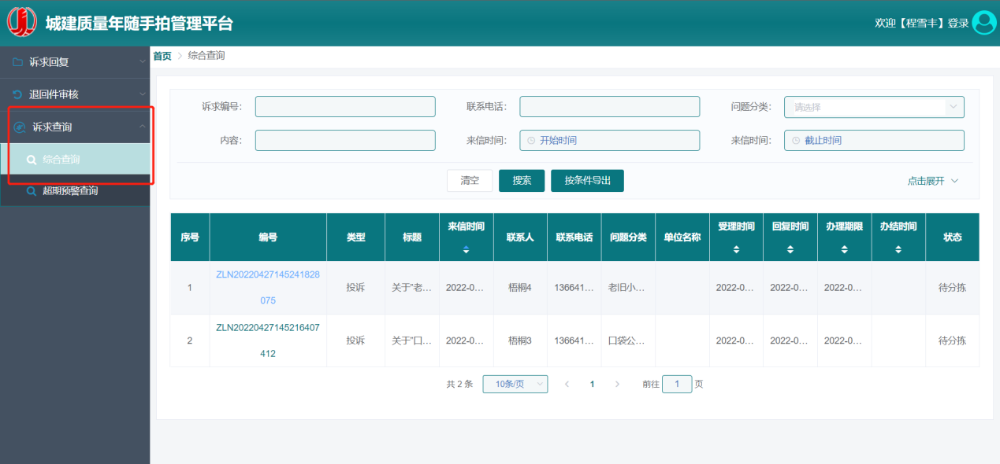 城建质量年随手拍管理平台
欢迎【程雪丰】登录
诉求回复
退回件审核
诉求查询
综合查询
超期预警查询
首页 > 综合查询
诉求编号: 联系电话: 问题分类: 请选择
内容: 来信时间: 开始时间 来信时间: 截止时间
清空 搜索 按条件导出 点击展开
序号 编号 类型 标题 来信时间 联系人 联系电话 问题分类 单位名称 受理时间 回复时间 办理期限 办结时间 状态
1 ZLN20220427145241828 投诉 关于“老... 2022-0... 梧桐4 136641... 老旧小... 2022-0... 2022-0... 2022-0... 待分拣
075
2 ZLN20220427145216407 投诉 关于“口... 2022-0... 梧桐3 136641... 口袋公... 2022-0... 2022-0... 2022-0... 待分拣
412
共 2 条 10条/页 < 1 > 前往 1 页